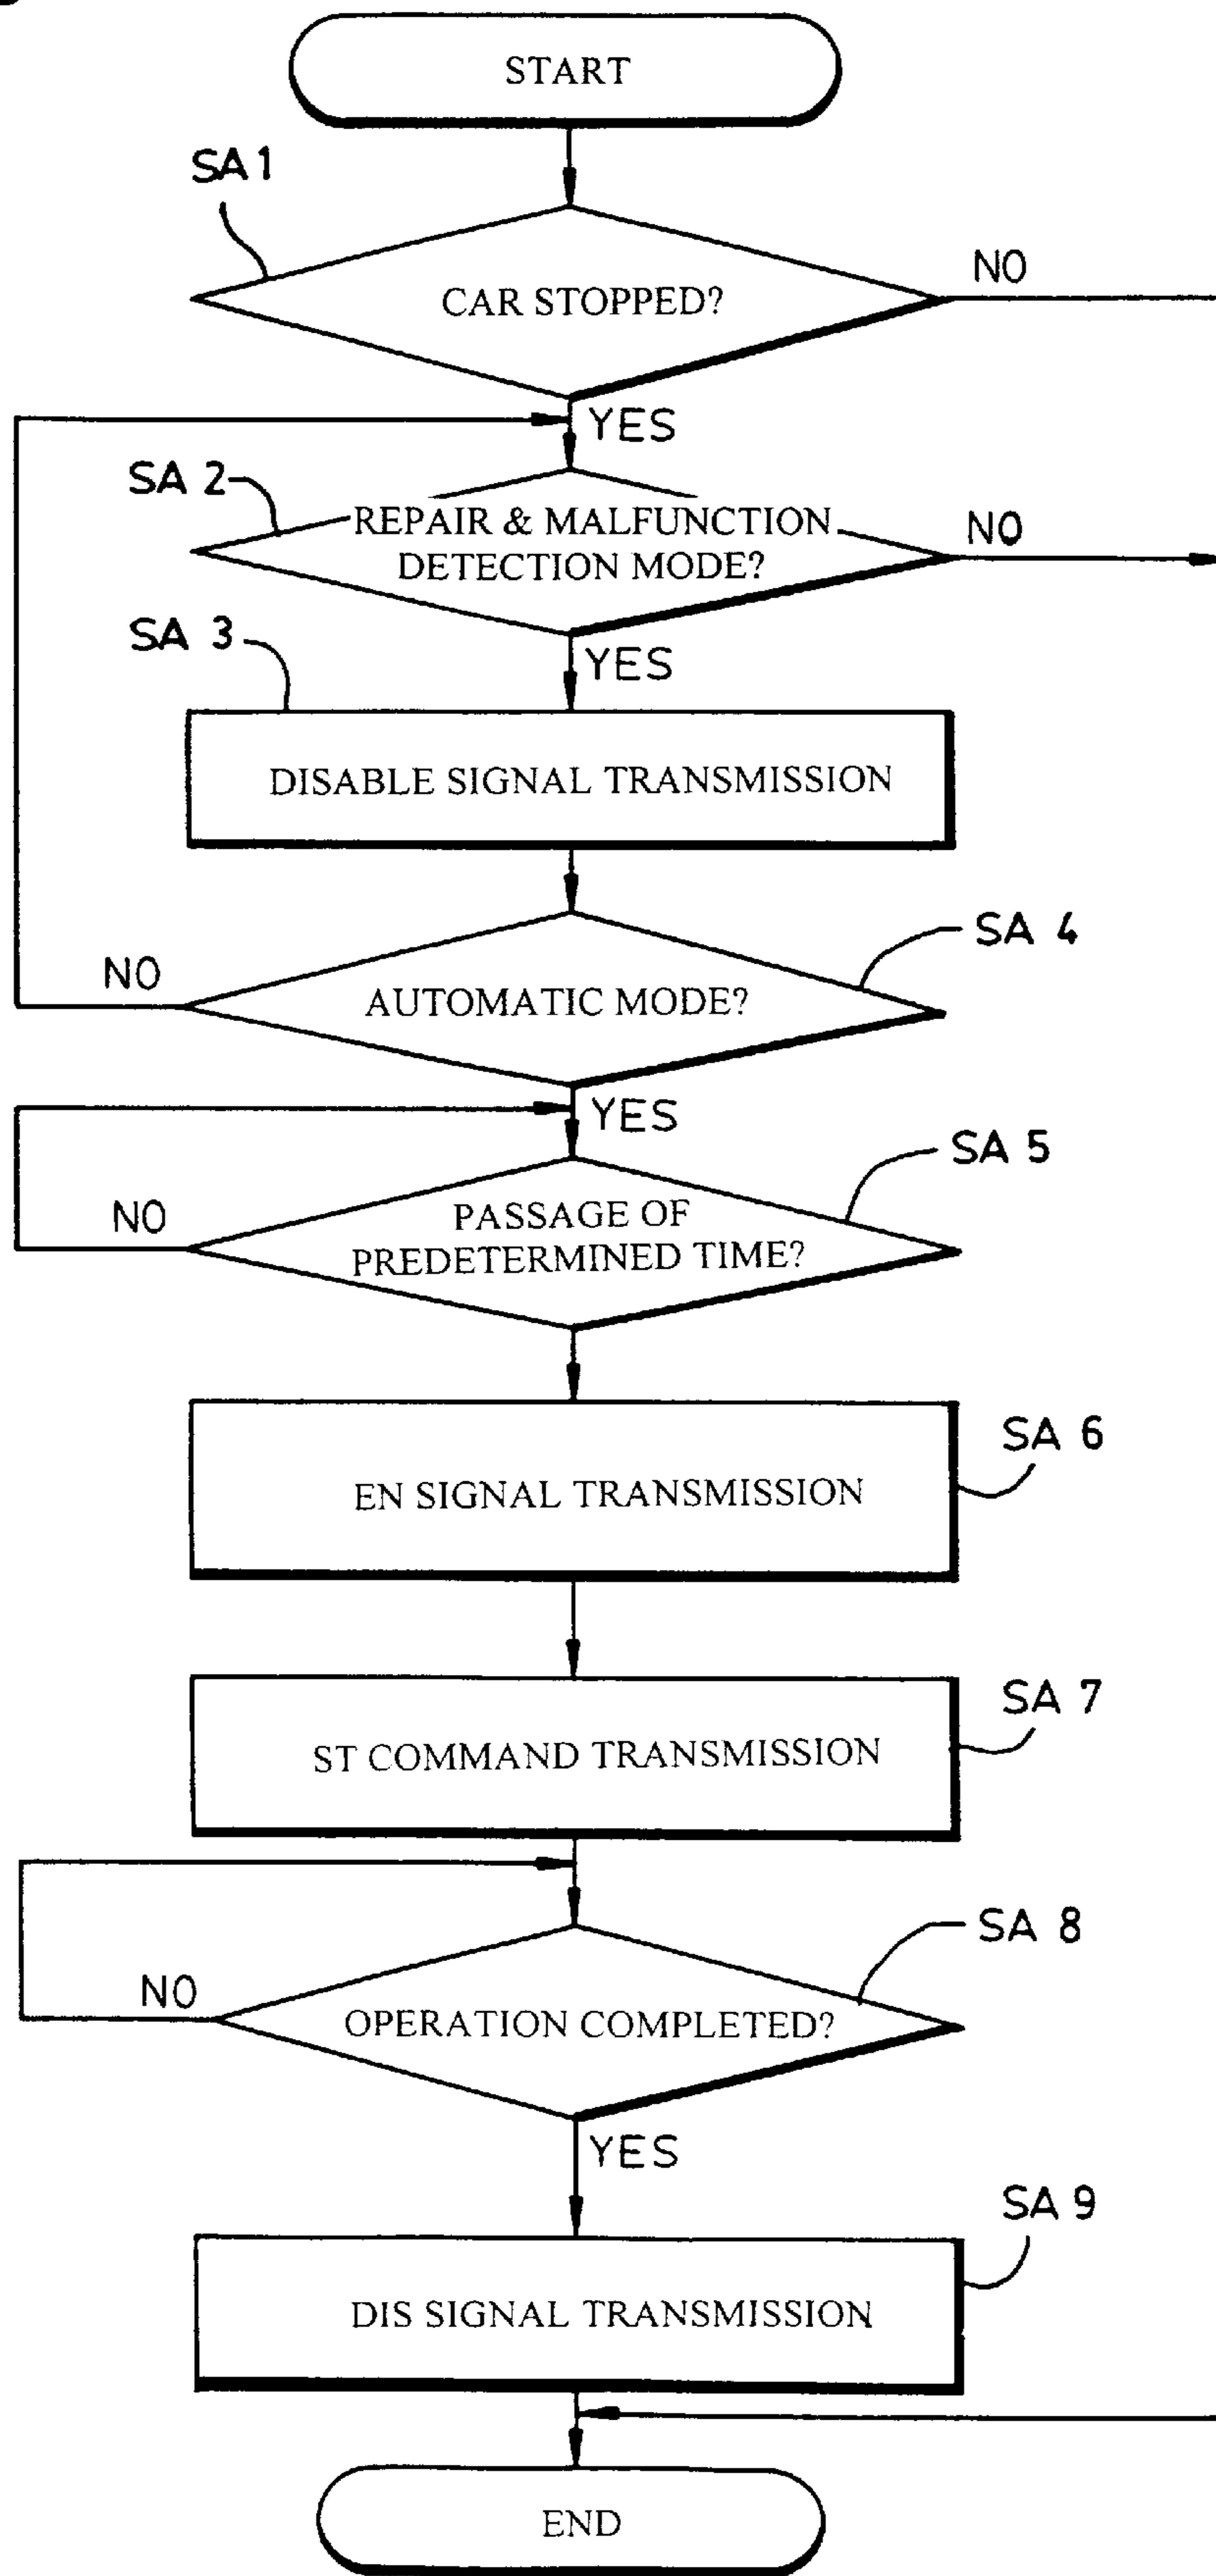 START
SA 1
CAR STOPPED?
NO
YES
SA 2
REPAIR & MALFUNCTION
DETECTION MODE?
NO
YES
SA 3
DISABLE SIGNAL TRANSMISSION
SA 4
AUTOMATIC MODE?
NO
YES
SA 5
PASSAGE OF
PREDETERMINED TIME?
NO
SA 6
EN SIGNAL TRANSMISSION
SA 7
ST COMMAND TRANSMISSION
SA 8
OPERATION COMPLETED?
NO
YES
SA 9
DIS SIGNAL TRANSMISSION
END